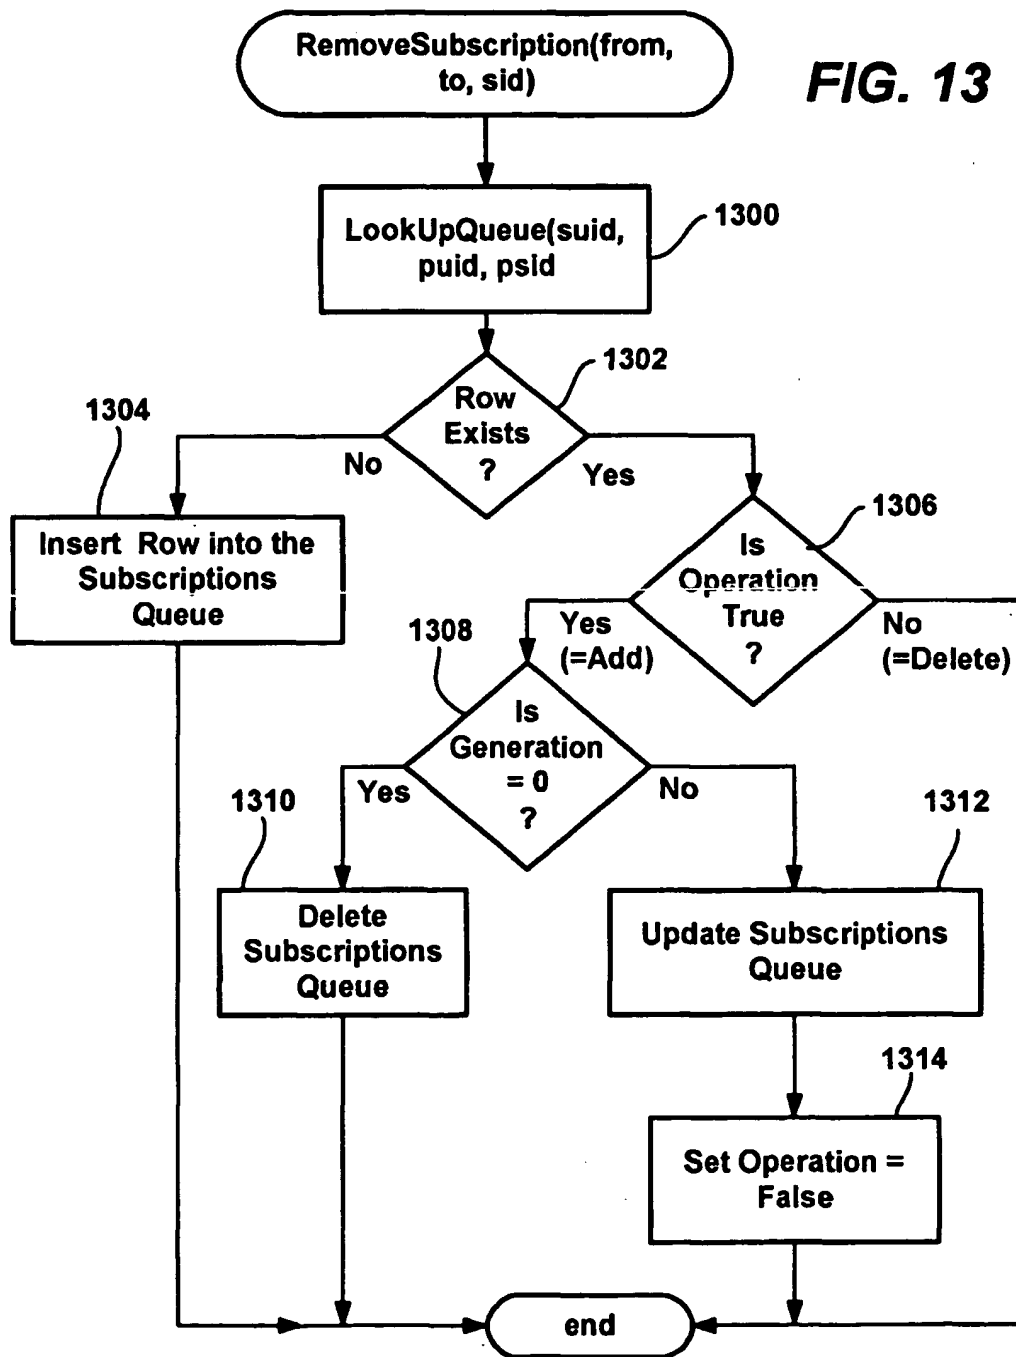 RemoveSubscription(from,
to, sid)
FIG. 13
LookUpQueue(suid,
puid, psid
1300
1302
Row
Exists
?
No
Yes
1304
Insert Row into the
Subscriptions
Queue
1306
Is
Operation
True
?
Yes
(=Add)
No
(=Delete)
1308
Is
Generation
= 0
?
Yes
No
1310
Delete
Subscriptions
Queue
1312
Update Subscriptions
Queue
1314
Set Operation =
False
end